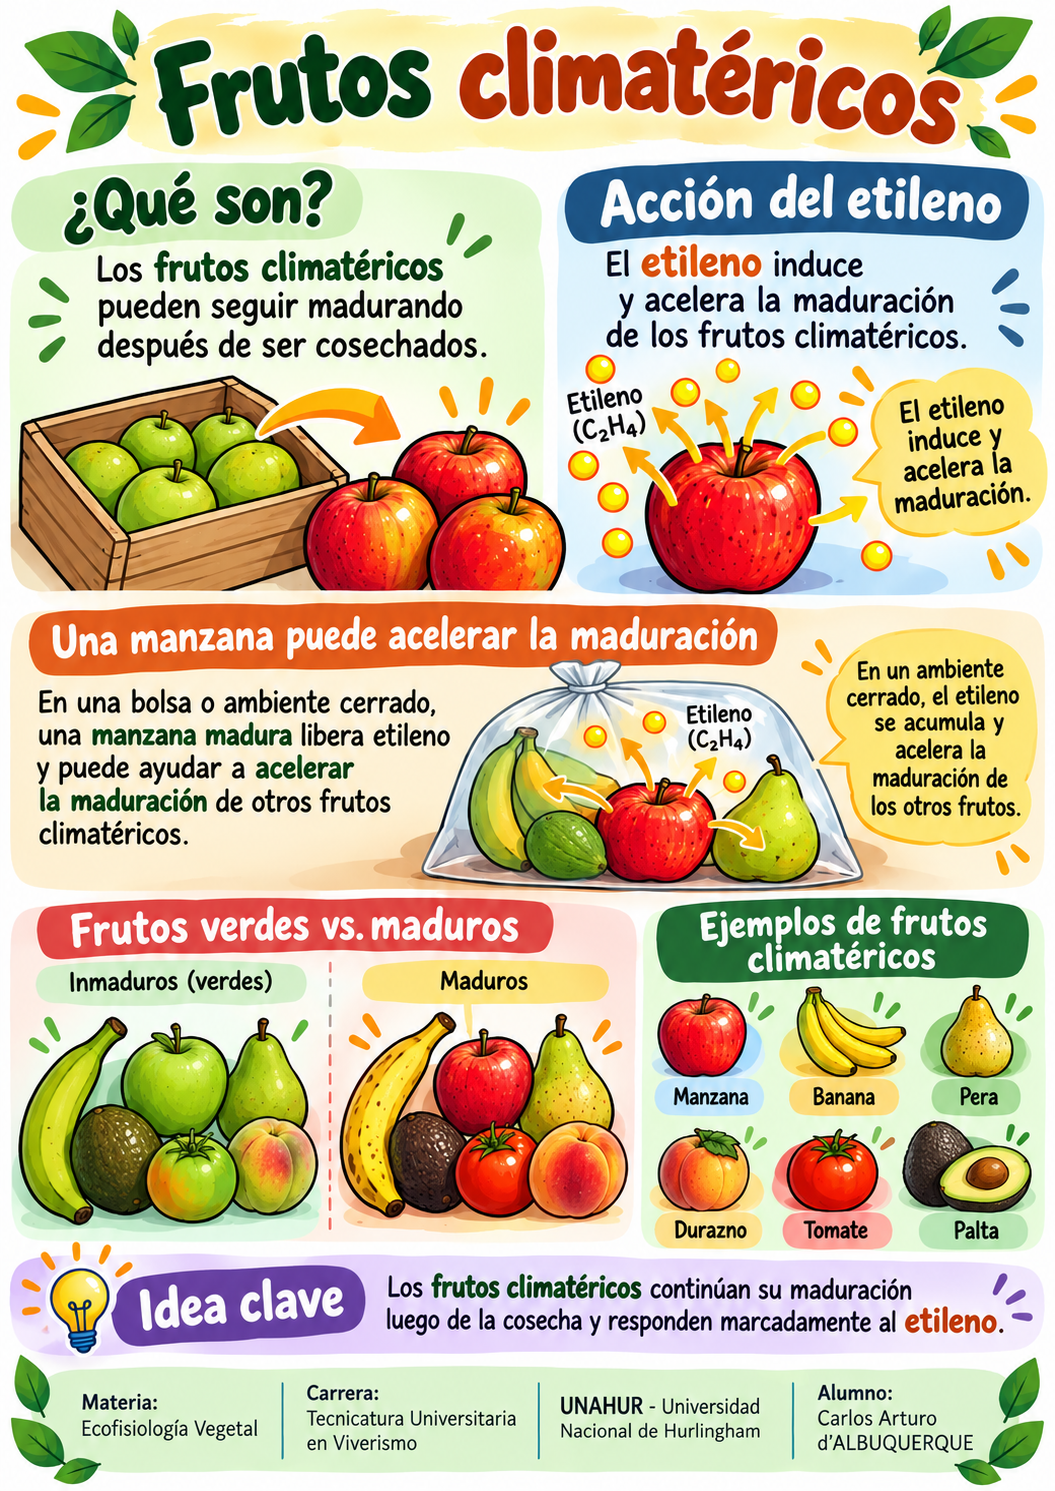 Frutos climatéricos
¿Qué son?
Los frutos climatéricos
pueden seguir madurando
después de ser cosechados.
Acción del etileno
El etileno induce
y acelera la maduración
de los frutos climatéricos.
Etileno
(C₂H₄)
El etileno
induce y
acelera la
maduración.
Una manzana puede acelerar la maduración
En una bolsa o ambiente cerrado,
una manzana madura libera etileno
y puede ayudar a acelerar
la maduración de otros frutos
climatéricos.
Etileno
(C₂H₄)
En un ambiente
cerrado, el etileno
se acumula y
acelera la
maduración de
los otros frutos.
Frutos verdes vs. maduros
Inmaduros (verdes)
Maduros
Ejemplos de frutos
climatéricos
Manzana
Banana
Pera
Durazno
Tomate
Palta
Idea clave
Los frutos climatéricos continúan su maduración
luego de la cosecha y responden marcadamente al etileno.
Materia:
Ecofisiología Vegetal
Carrera:
Tecnicatura Universitaria
en Viverismo
UNAHUR - Universidad
Nacional de Hurlingham
Alumno:
Carlos Arturo
d'ALBUQUERQUE